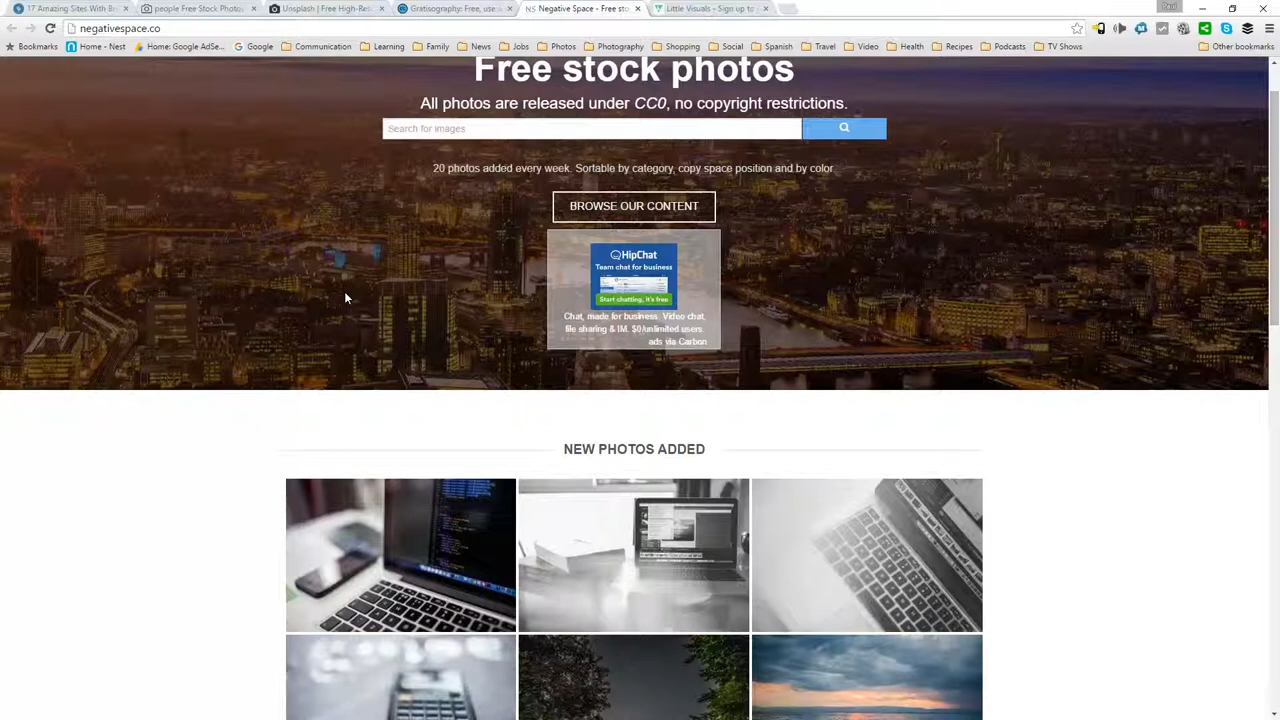 17 Amazing Sites With Br
people Free Stock Photos
Unsplash | Free High-Res
Gratisography: Free, use
NS Negative Space - Free sto
Little Visuals - Sign up to
Paul
negativespace.co
Bookmarks
Home - Nest
Home: Google AdSe...
Google
Communication
Learning
Family
News
Jobs
Photos
Photography
Shopping
Social
Spanish
Travel
Video
Health
Recipes
Podcasts
TV Shows
Other bookmarks
Free stock photos
All photos are released under CC0, no copyright restrictions.
Search for images
20 photos added every week. Sortable by category, copy space position and by color
BROWSE OUR CONTENT
HipChat
Team chat for business
Start chatting, it's free
Chat, made for business. Video chat,
file sharing & IM. $0/unlimited users.
ads via Carbon
NEW PHOTOS ADDED